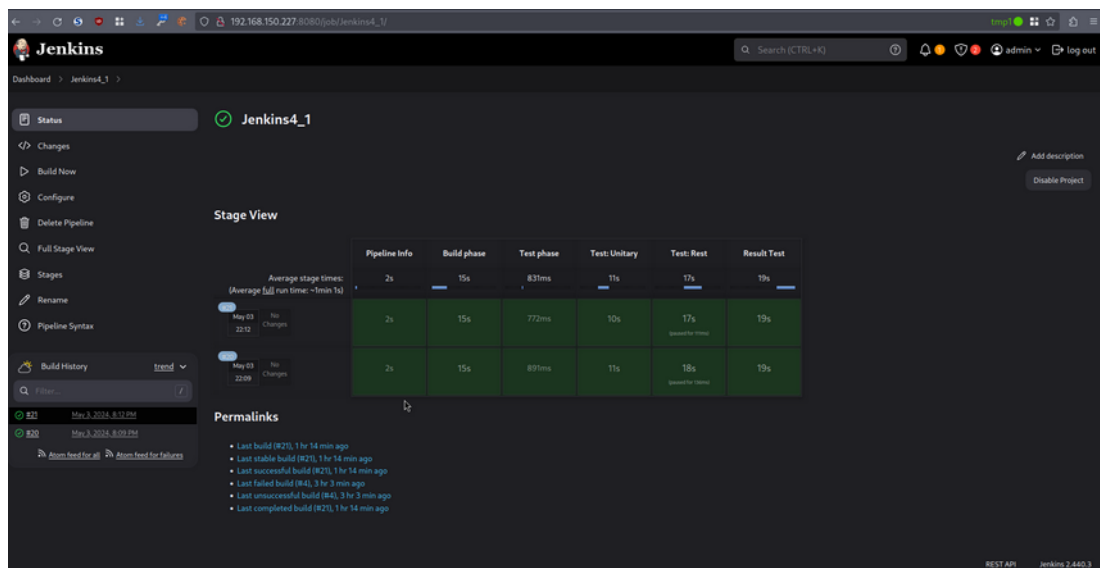 192.168.150.227:8080/job/Jenkins4_1/
tmp1
Jenkins
Search (CTRL+K)
admin
log out
Dashboard > Jenkins4_1 >
Status
Changes
Build Now
Configure
Delete Pipeline
Full Stage View
Stages
Rename
Pipeline Syntax
Build History
trend
Filter...
/
#21
May 3, 2024, 8:12 PM
#20
May 3, 2024, 8:09 PM
Atom feed for all
Atom feed for failures
Jenkins4_1
Add description
Disable Project
Stage View
Pipeline Info Build phase Test phase Test: Unitary Test: Rest Result Test
Average stage times: 2s 15s 831ms 11s 17s 19s
(Average full run time: ~1min 1s)
#21
May 03
22:12
No
Changes
2s 15s 772ms 10s 17s 19s
#20
May 03
22:09
No
Changes
2s 15s 891ms 11s 18s 19s
Permalinks
Last build (#21), 1 hr 14 min ago
Last stable build (#21), 1 hr 14 min ago
Last successful build (#21), 1 hr 14 min ago
Last failed build (#4), 3 hr 3 min ago
Last unsuccessful build (#4), 3 hr 3 min ago
Last completed build (#21), 1 hr 14 min ago
REST API
Jenkins 2.440.3